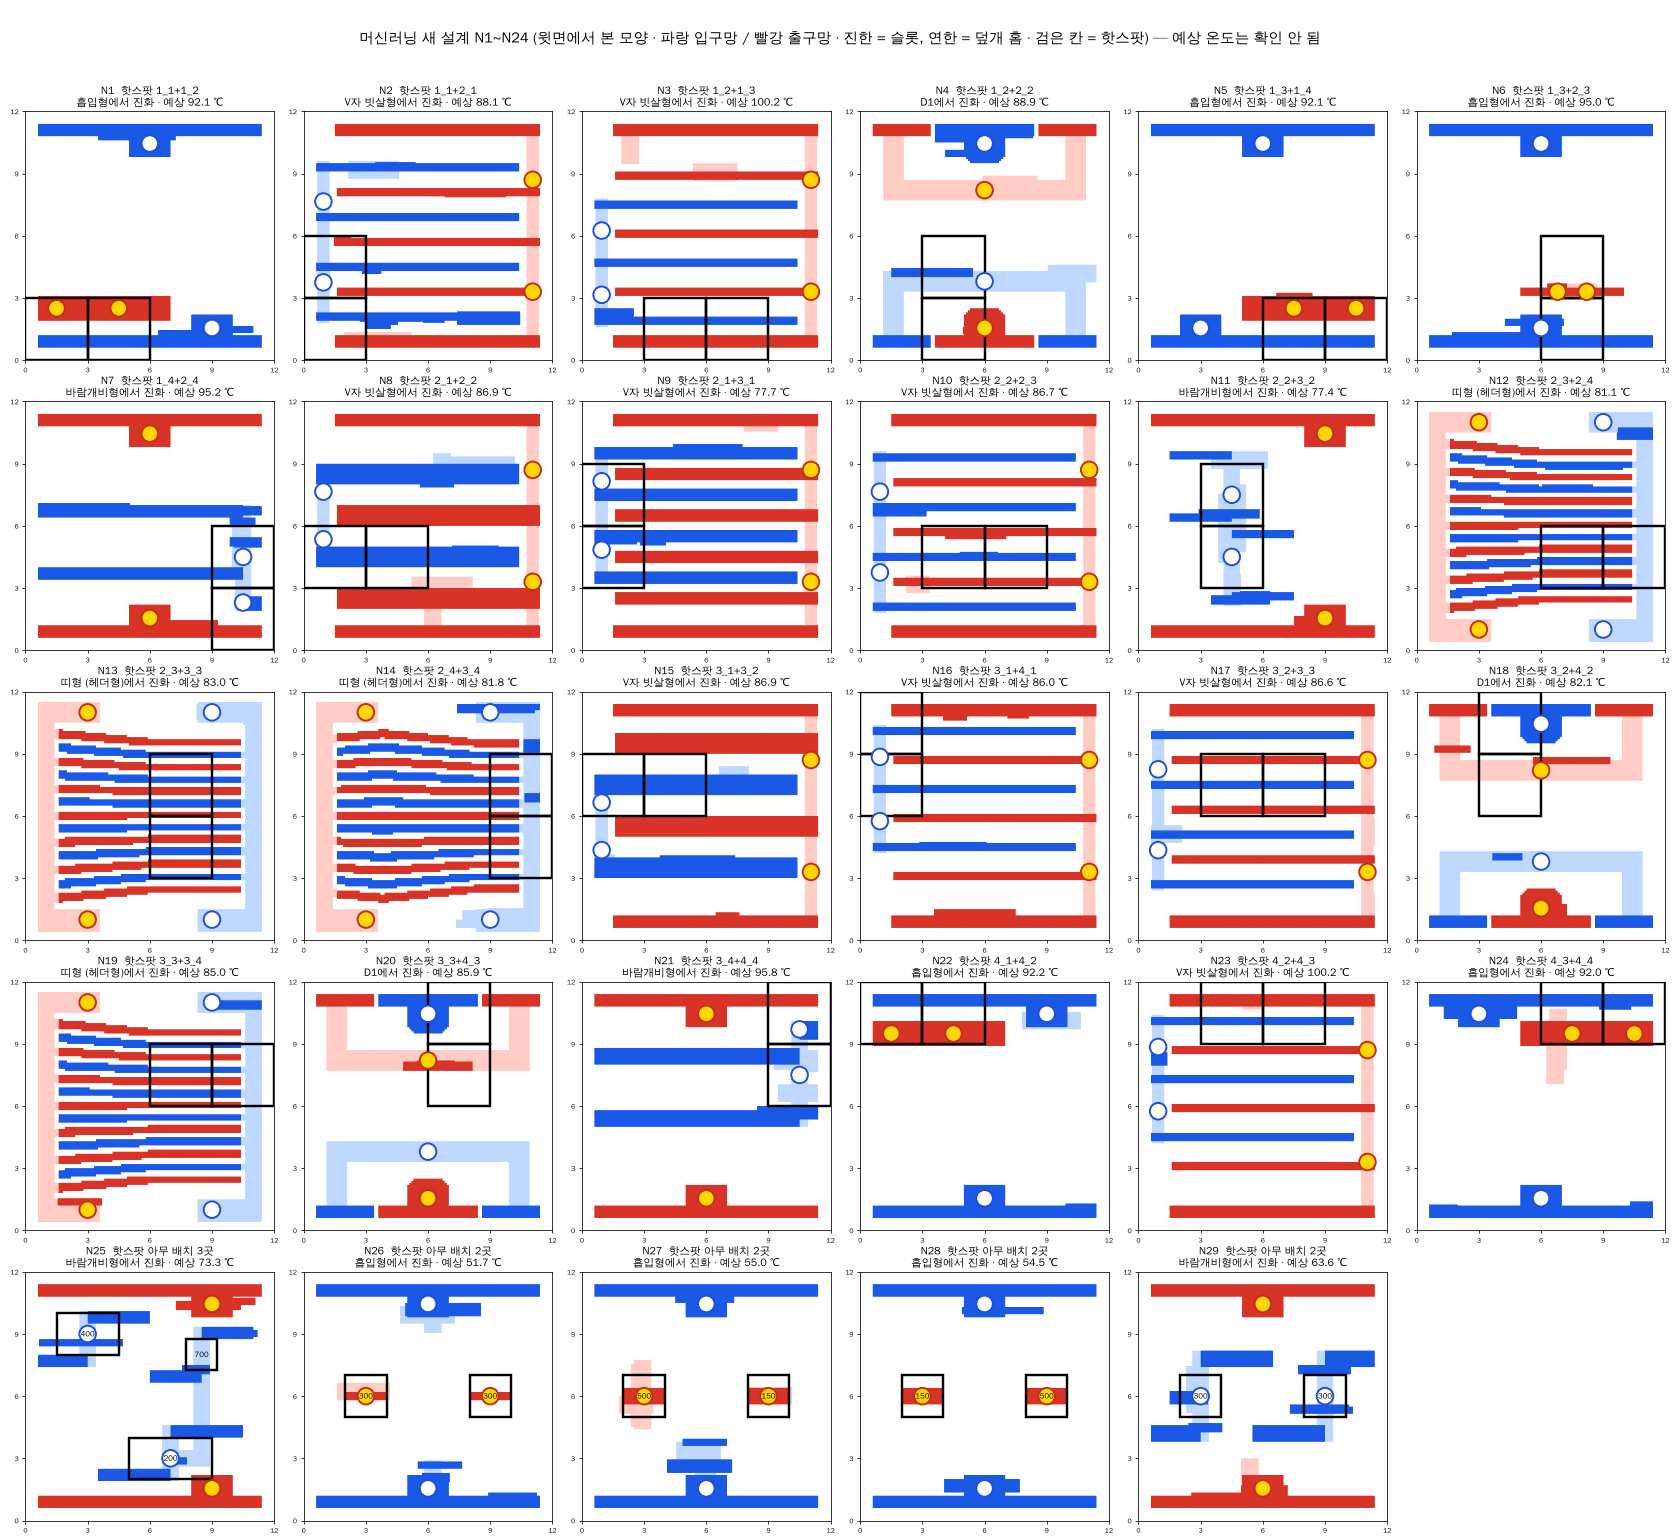 머신러닝 새 설계 N1~N24 (윗면에서 본 모양 · 파랑 입구망 / 빨강 출구망 · 진한 = 슬롯, 연한 = 덮개 홈 · 검은 칸 = 핫스팟) — 예상 온도는 확인 안 됨
N1 핫스팟 1_1+1_2
흡입형에서 진화 · 예상 92.1 ℃
N2 핫스팟 1_1+2_1
V자 빗살형에서 진화 · 예상 88.1 ℃
N3 핫스팟 1_2+1_3
V자 빗살형에서 진화 · 예상 100.2 ℃
N4 핫스팟 1_2+2_2
D1에서 진화 · 예상 88.9 ℃
N5 핫스팟 1_3+1_4
흡입형에서 진화 · 예상 92.1 ℃
N6 핫스팟 1_3+2_3
흡입형에서 진화 · 예상 95.0 ℃
N7 핫스팟 1_4+2_4
바람개비형에서 진화 · 예상 95.2 ℃
N8 핫스팟 2_1+2_2
V자 빗살형에서 진화 · 예상 86.9 ℃
N9 핫스팟 2_1+3_1
V자 빗살형에서 진화 · 예상 77.7 ℃
N10 핫스팟 2_2+2_3
V자 빗살형에서 진화 · 예상 86.7 ℃
N11 핫스팟 2_2+3_2
바람개비형에서 진화 · 예상 77.4 ℃
N12 핫스팟 2_3+2_4
띠형 (헤더형)에서 진화 · 예상 81.1 ℃
N13 핫스팟 2_3+3_3
띠형 (헤더형)에서 진화 · 예상 83.0 ℃
N14 핫스팟 2_4+3_4
띠형 (헤더형)에서 진화 · 예상 81.8 ℃
N15 핫스팟 3_1+3_2
V자 빗살형에서 진화 · 예상 86.9 ℃
N16 핫스팟 3_1+4_1
V자 빗살형에서 진화 · 예상 86.0 ℃
N17 핫스팟 3_2+3_3
V자 빗살형에서 진화 · 예상 86.6 ℃
N18 핫스팟 3_2+4_2
D1에서 진화 · 예상 82.1 ℃
N19 핫스팟 3_3+3_4
띠형 (헤더형)에서 진화 · 예상 85.0 ℃
N20 핫스팟 3_3+4_3
D1에서 진화 · 예상 85.9 ℃
N21 핫스팟 3_4+4_4
바람개비형에서 진화 · 예상 95.8 ℃
N22 핫스팟 4_1+4_2
흡입형에서 진화 · 예상 92.2 ℃
N23 핫스팟 4_2+4_3
V자 빗살형에서 진화 · 예상 100.2 ℃
N24 핫스팟 4_3+4_4
흡입형에서 진화 · 예상 92.0 ℃
N25 핫스팟 아무 배치 3곳
바람개비형에서 진화 · 예상 73.3 ℃
400
700
200
N26 핫스팟 아무 배치 2곳
흡입형에서 진화 · 예상 51.7 ℃
300
300
N27 핫스팟 아무 배치 2곳
흡입형에서 진화 · 예상 55.0 ℃
500
150
N28 핫스팟 아무 배치 2곳
흡입형에서 진화 · 예상 54.5 ℃
150
500
N29 핫스팟 아무 배치 2곳
바람개비형에서 진화 · 예상 63.6 ℃
300
300